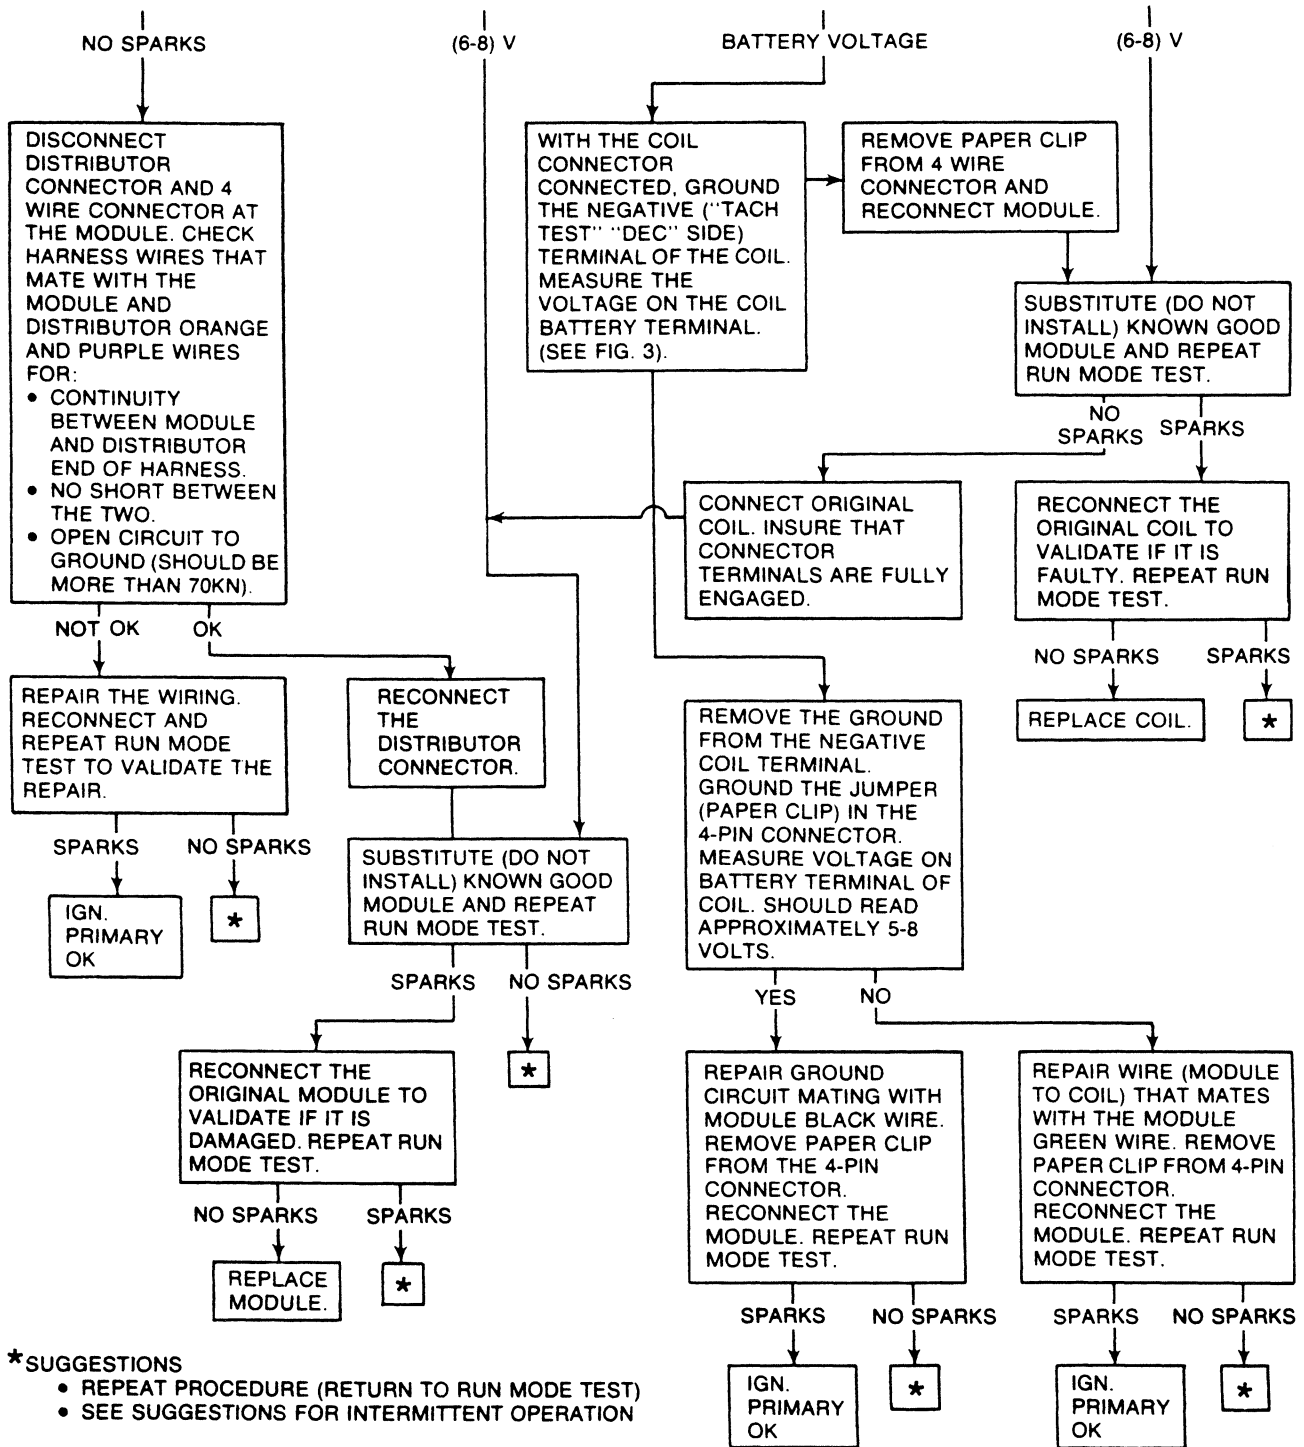 NO SPARKS
(6-8) V
BATTERY VOLTAGE
(6-8) V
DISCONNECT
DISTRIBUTOR
CONNECTOR AND 4
WIRE CONNECTOR AT
THE MODULE. CHECK
HARNESS WIRES THAT
MATE WITH THE
MODULE AND
DISTRIBUTOR ORANGE
AND PURPLE WIRES
FOR:
• CONTINUITY
BETWEEN MODULE
AND DISTRIBUTOR
END OF HARNESS.
• NO SHORT BETWEEN
THE TWO.
• OPEN CIRCUIT TO
GROUND (SHOULD BE
MORE THAN 70KN).
WITH THE COIL
CONNECTOR
CONNECTED, GROUND
THE NEGATIVE ("TACH
TEST" "DEC" SIDE)
TERMINAL OF THE COIL.
MEASURE THE
VOLTAGE ON THE COIL
BATTERY TERMINAL.
(SEE FIG. 3).
REMOVE PAPER CLIP
FROM 4 WIRE
CONNECTOR AND
RECONNECT MODULE.
SUBSTITUTE (DO NOT
INSTALL) KNOWN GOOD
MODULE AND REPEAT
RUN MODE TEST.
NO
SPARKS
SPARKS
CONNECT ORIGINAL
COIL. INSURE THAT
CONNECTOR
TERMINALS ARE FULLY
ENGAGED.
RECONNECT THE
ORIGINAL COIL TO
VALIDATE IF IT IS
FAULTY. REPEAT RUN
MODE TEST.
NO SPARKS
SPARKS
REPLACE COIL.
*
NOT OK
OK
REPAIR THE WIRING.
RECONNECT AND
REPEAT RUN MODE
TEST TO VALIDATE THE
REPAIR.
RECONNECT
THE
DISTRIBUTOR
CONNECTOR.
REMOVE THE GROUND
FROM THE NEGATIVE
COIL TERMINAL.
GROUND THE JUMPER
(PAPER CLIP) IN THE
4-PIN CONNECTOR.
MEASURE VOLTAGE ON
BATTERY TERMINAL OF
COIL. SHOULD READ
APPROXIMATELY 5-8
VOLTS.
SPARKS
NO SPARKS
IGN.
PRIMARY
OK
*
SUBSTITUTE (DO NOT
INSTALL) KNOWN GOOD
MODULE AND REPEAT
RUN MODE TEST.
SPARKS
NO SPARKS
*
YES
NO
RECONNECT THE
ORIGINAL MODULE TO
VALIDATE IF IT IS
DAMAGED. REPEAT RUN
MODE TEST.
NO SPARKS
SPARKS
REPLACE
MODULE.
*
REPAIR GROUND
CIRCUIT MATING WITH
MODULE BLACK WIRE.
REMOVE PAPER CLIP
FROM THE 4-PIN
CONNECTOR.
RECONNECT THE
MODULE. REPEAT RUN
MODE TEST.
SPARKS
NO SPARKS
IGN.
PRIMARY
OK
*
REPAIR WIRE (MODULE
TO COIL) THAT MATES
WITH THE MODULE
GREEN WIRE. REMOVE
PAPER CLIP FROM 4-PIN
CONNECTOR.
RECONNECT THE
MODULE. REPEAT RUN
MODE TEST.
SPARKS
NO SPARKS
IGN.
PRIMARY
OK
*
*SUGGESTIONS
• REPEAT PROCEDURE (RETURN TO RUN MODE TEST)
• SEE SUGGESTIONS FOR INTERMITTENT OPERATION